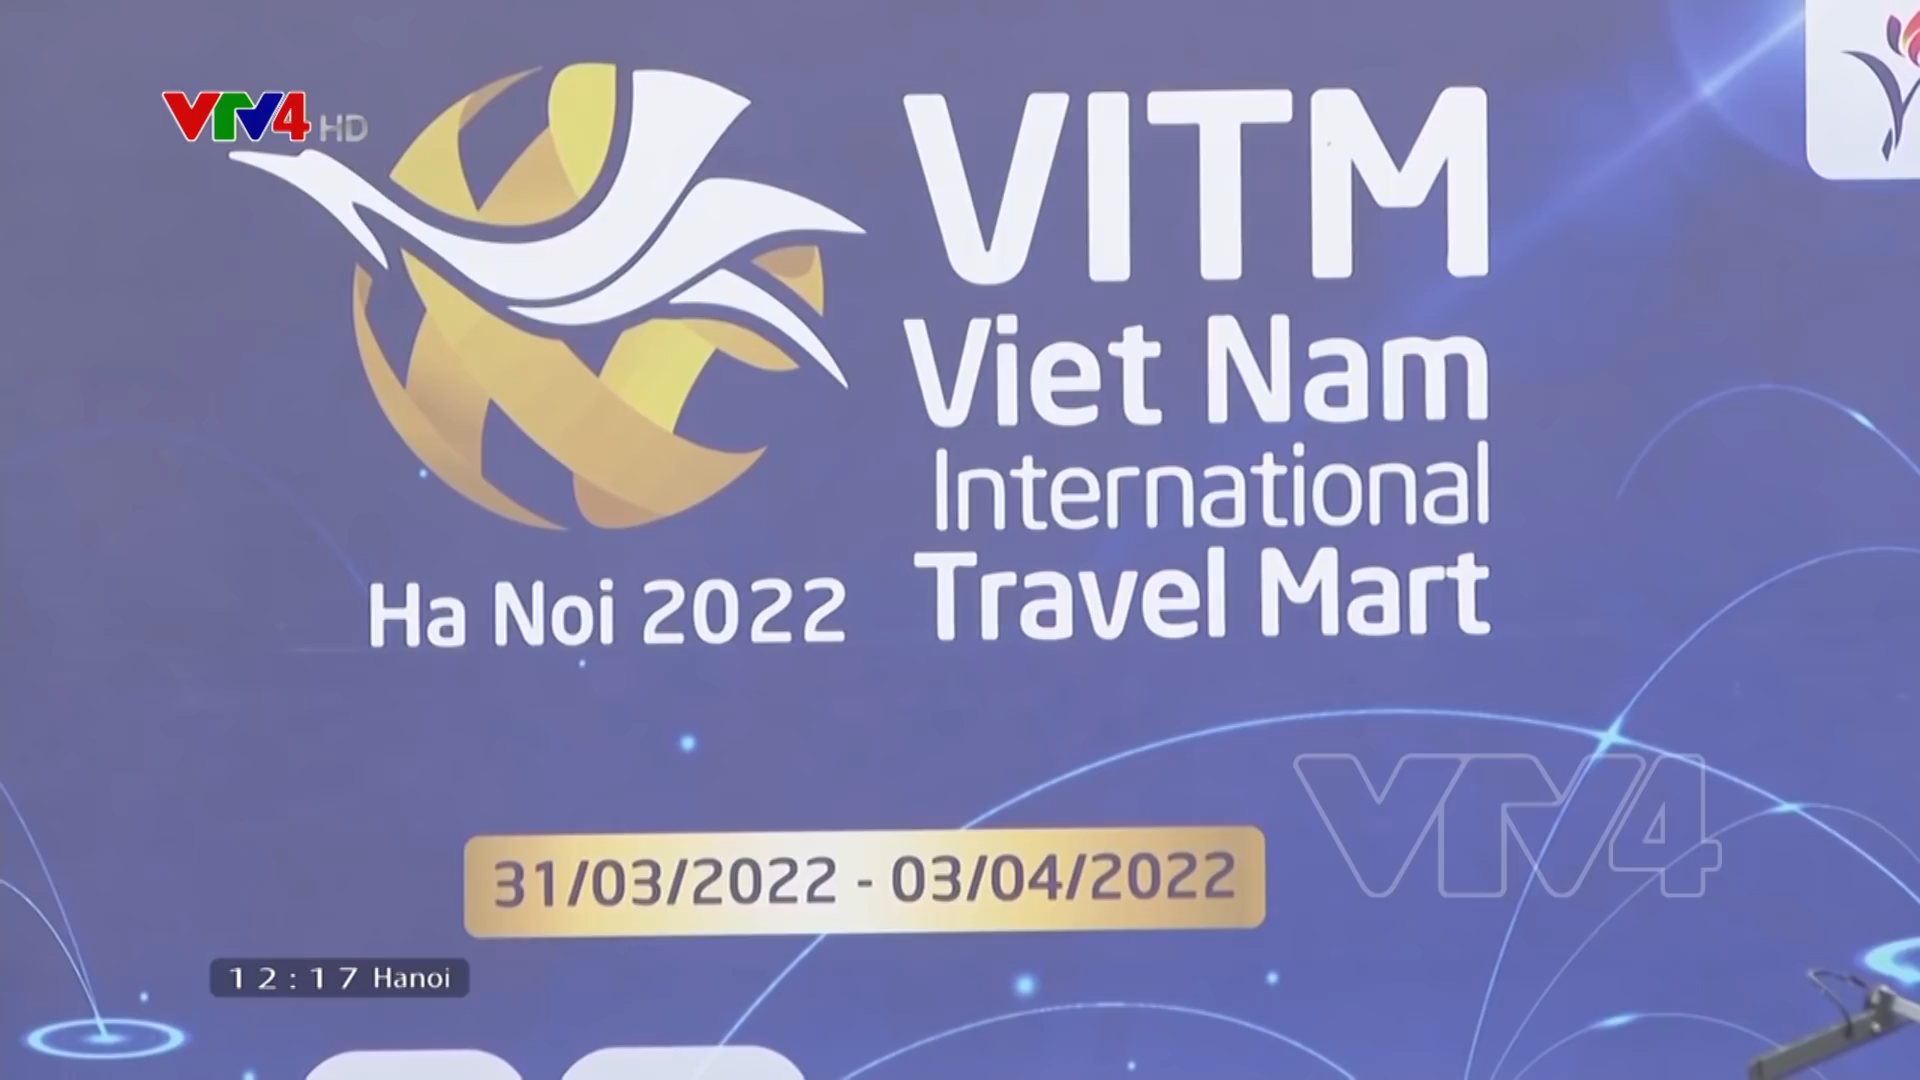 VTV4 HD
VITM
Viet Nam
International
Travel Mart
Ha Noi 2022
31/03/2022 - 03/04/2022
VTV4
12:17 Hanoi